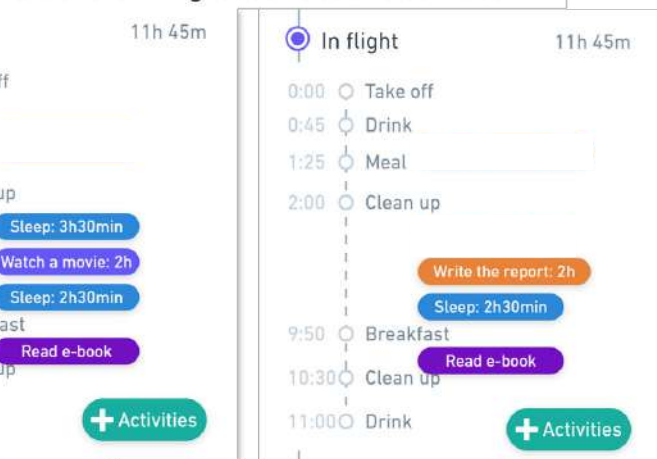 11h 45m
Sleep: 3h30min
Watch a movie: 2h
Sleep: 2h30min
Read e-book
Activities
In flight 11h 45m
0:00 Take off
0:45 Drink
1:25 Meal
2:00 Clean up
Write the report: 2h
Sleep: 2h30min
9:50 Breakfast
Read e-book
10:30 Clean up
11:00 Drink
Activities